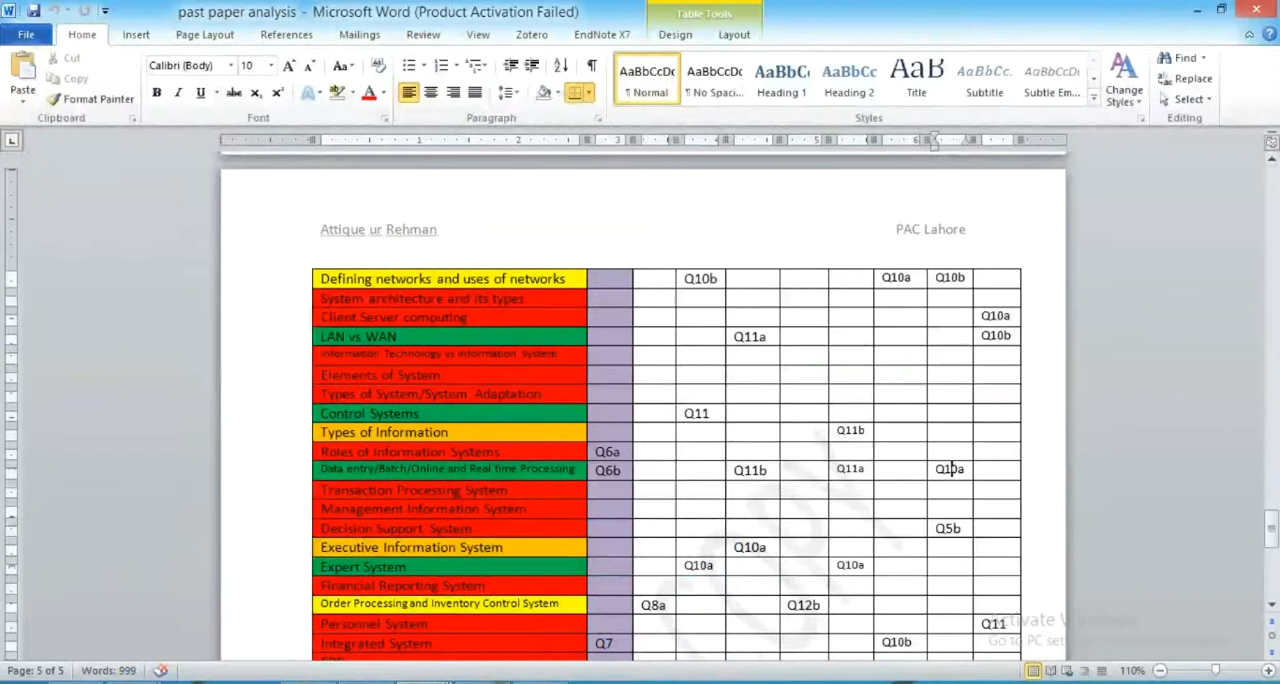 past paper analysis - Microsoft Word (Product Activation Failed)
Table Tools
File Home Insert Page Layout References Mailings Review View Zotero EndNote X7 Design Layout
Paste
Cut
Copy
Format Painter
Clipboard
Calibri (Body) 10
Font
Paragraph
AaBbCcDc AaBbCcDc AaBbC AaBbCc AaB AaBbCc. AaBbCcDc
¶ Normal ¶ No Spaci... Heading 1 Heading 2 Title Subtitle Subtle Em...
Styles
Change
Styles
Find
Replace
Select
Editing
1 2 3 4 5 6
Attique ur Rehman PAC Lahore
Defining networks and uses of networks Q10b Q10a Q10b
System architecture and its types
Client Server computing Q10a
LAN vs WAN Q11a Q10b
Information Technology vs Information System
Elements of System
Types of System/System Adaptation
Control Systems Q11
Types of Information Q11b
Roles of Information Systems Q6a
Data entry/Batch/Online and Real time Processing Q6b Q11b Q11a Q10a
Transaction Processing System
Management Information System
Decision Support System Q5b
Executive Information System Q10a
Expert System Q10a Q10a
Financial Reporting System
Order Processing and Inventory Control System Q8a Q12b
Personnel System Q11
Integrated System Q7 Q10b
Page: 5 of 5 Words: 999 110%